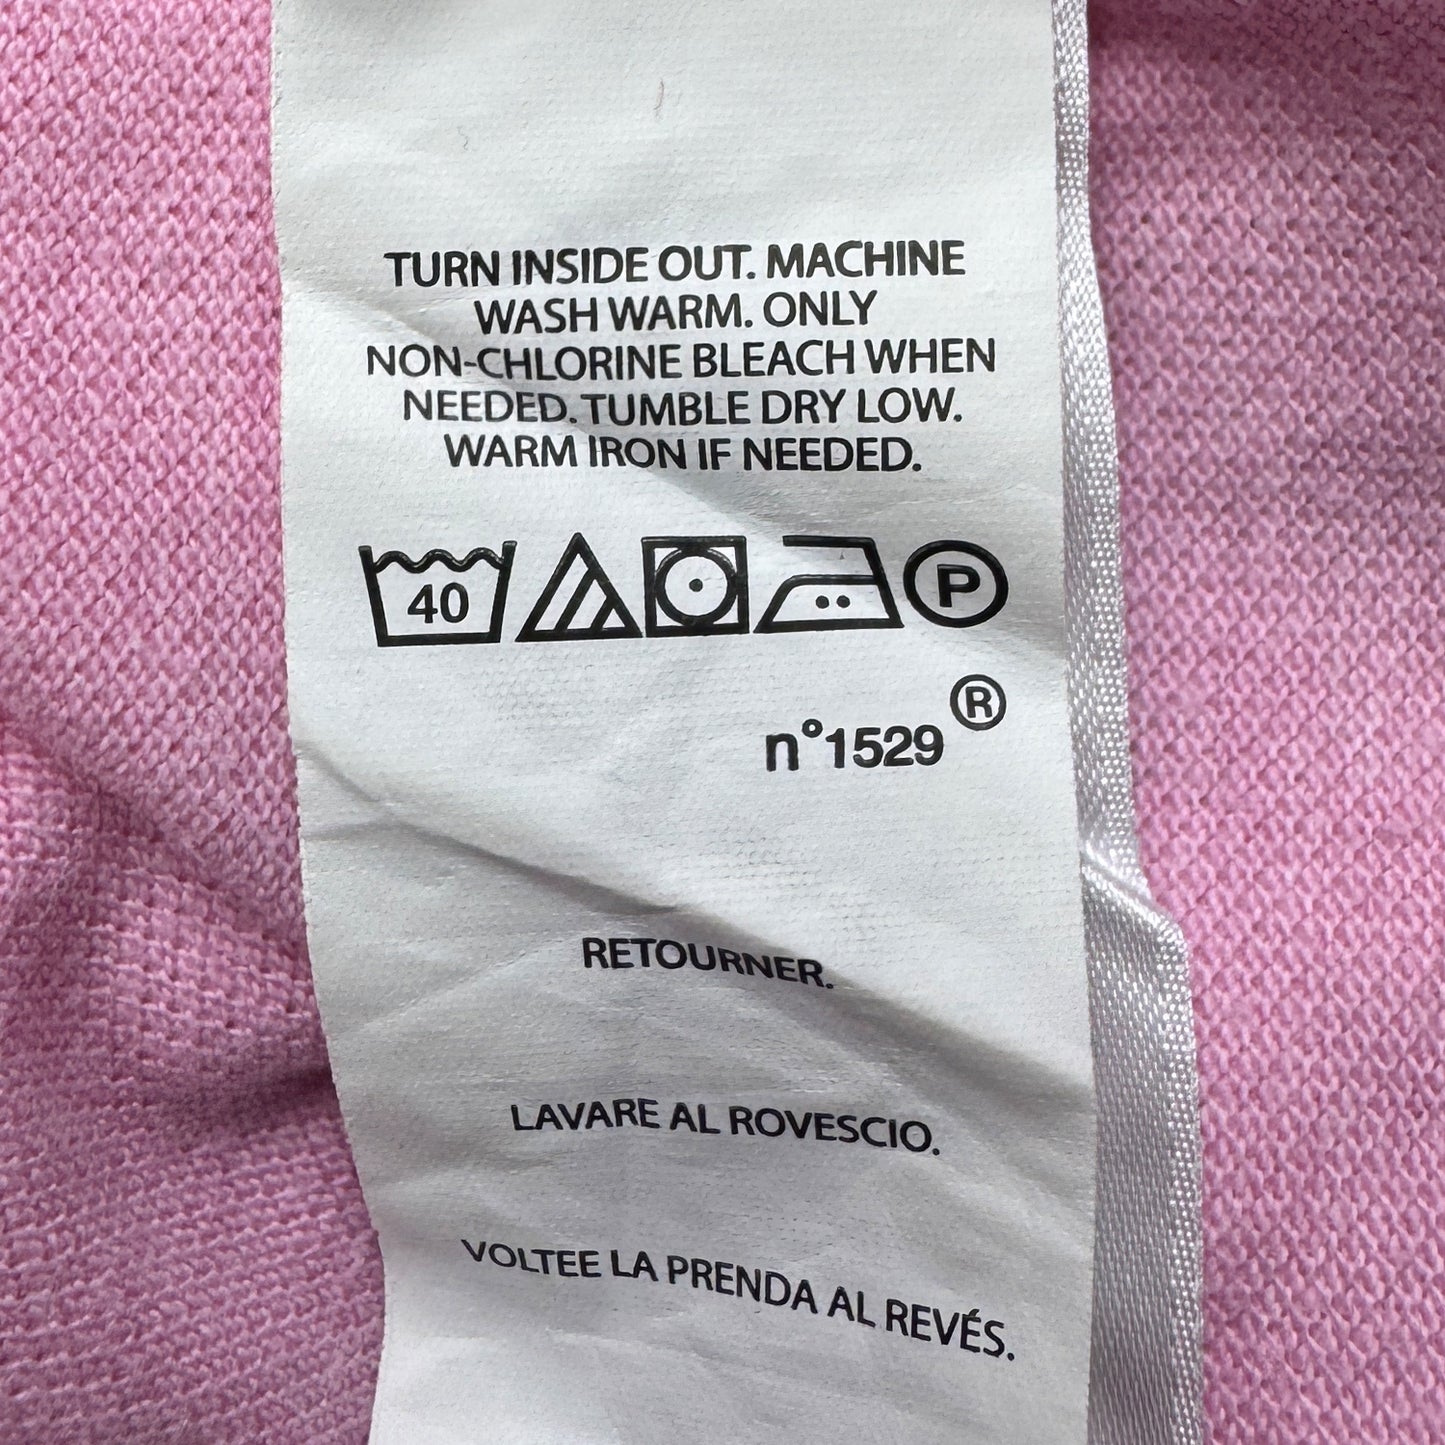 TURN INSIDE OUT. MACHINE
WASH WARM. ONLY
NON-CHLORINE BLEACH WHEN
NEEDED. TUMBLE DRY LOW.
WARM IRON IF NEEDED.
40 P
®
n°1529
RETOURNER.
LAVARE AL ROVESCIO.
VOLTEE LA PRENDA AL REVÉS.